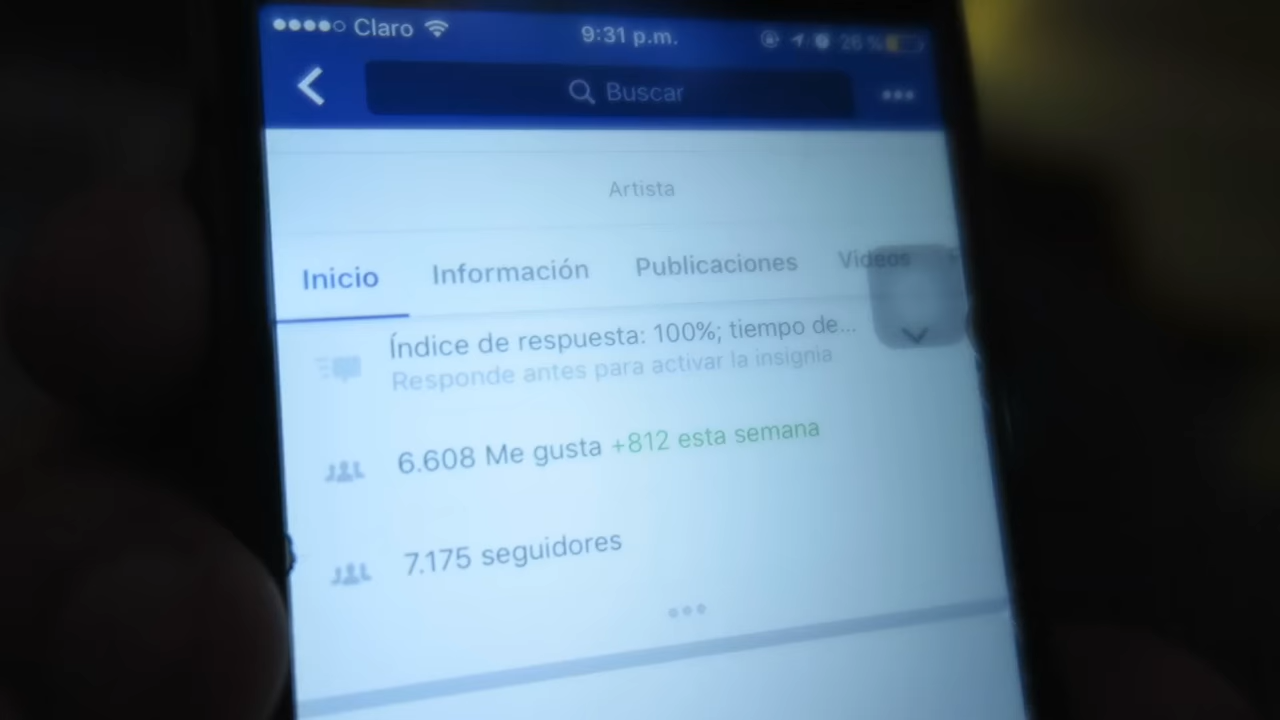 Claro 9:31 p.m. 26 %
Buscar
Artista
Inicio Información Publicaciones Videos
Índice de respuesta: 100%; tiempo de...
Responde antes para activar la insignia
6.608 Me gusta +812 esta semana
7.175 seguidores